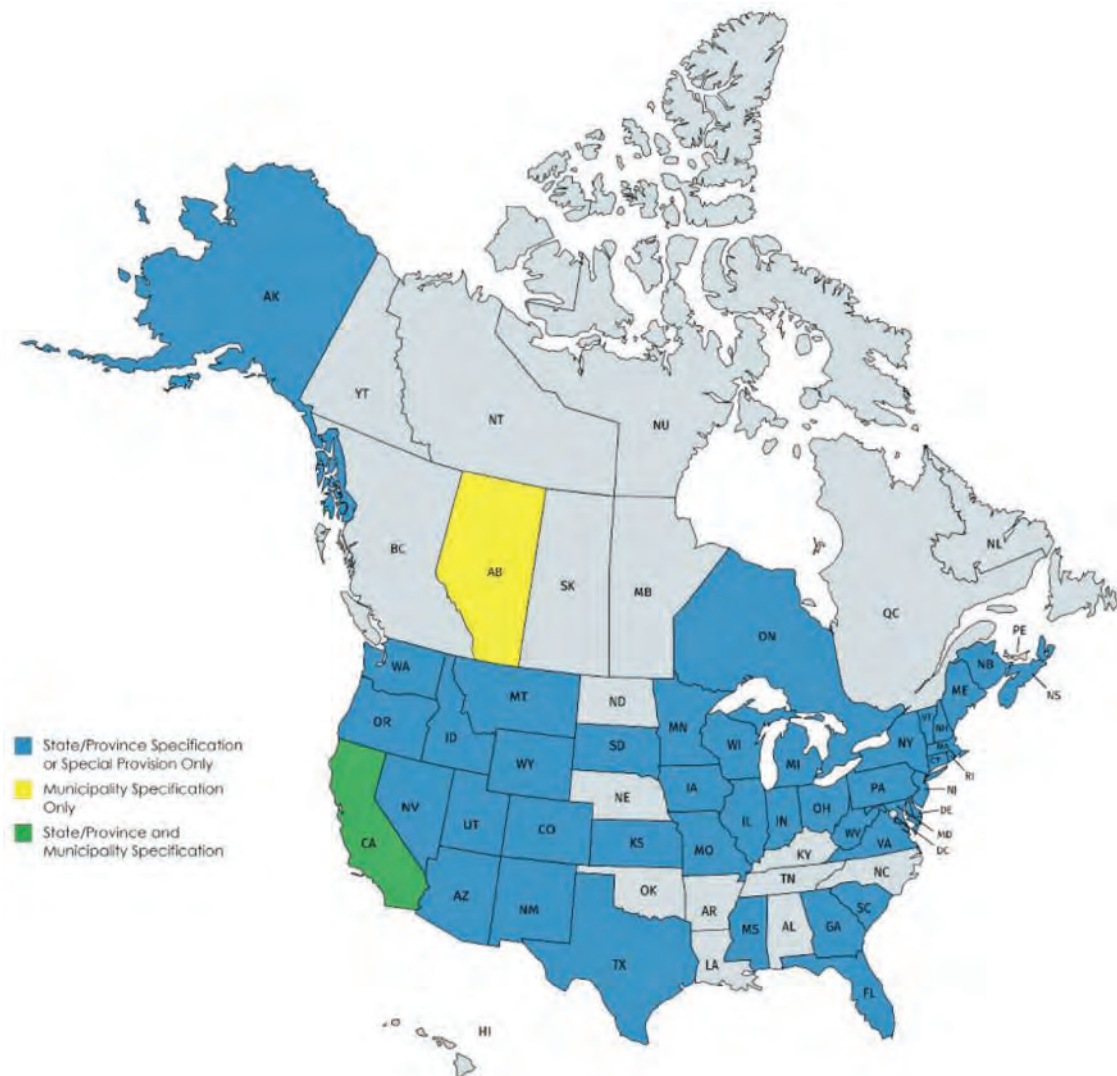 AK
YT
NT
NU
BC
AB
SK
MB
ON
QC
NL
PE
NB
NS
WA
MT
ND
MN
ME
VT
NH
OR
ID
SD
WI
MI
NY
MA
CT
RI
WY
IA
PA
NJ
NE
NV
UT
CO
IL
IN
OH
DE
MD
DC
CA
KS
MO
WV
VA
KY
AZ
NM
OK
TN
NC
AR
SC
MS
AL
GA
TX
LA
FL
HI
State/Province Specification
or Special Provision Only
Municipality Specification
Only
State/Province and
Municipality Specification